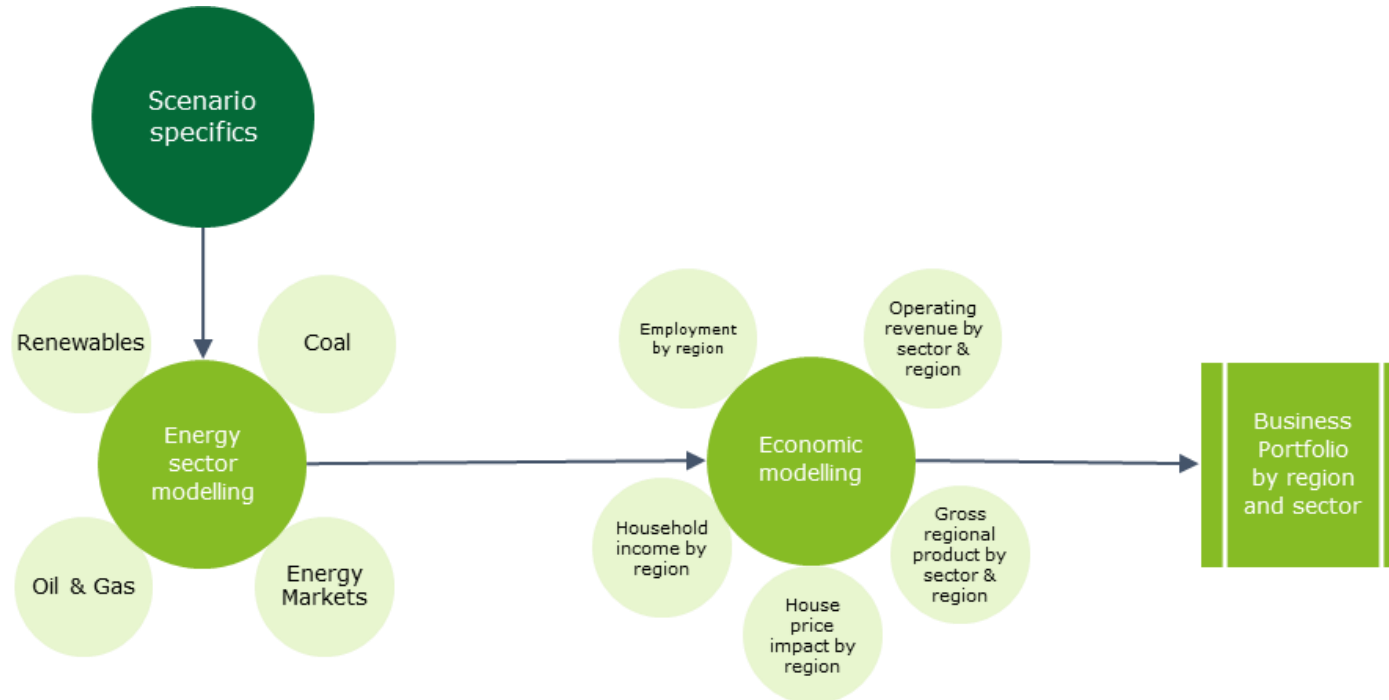 Scenario
specifics
Renewables
Coal
Energy
sector
modelling
Oil & Gas
Energy
Markets
Employment
by region
Operating
revenue by
sector &
region
Economic
modelling
Household
income by
region
Gross
regional
product by
sector &
region
House
price
impact by
region
Business
Portfolio
by region
and sector